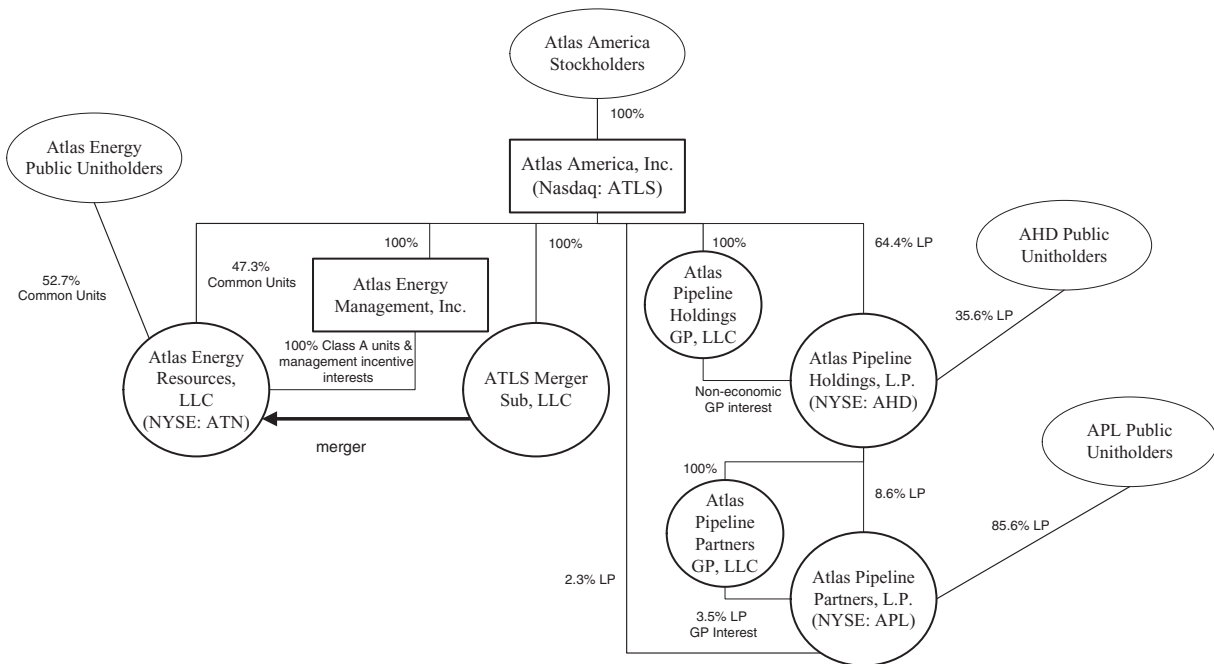 Atlas America
Stockholders
100%
Atlas Energy
Public Unitholders
Atlas America, Inc.
(Nasdaq: ATLS)
52.7%
Common Units
47.3%
Common Units
100%
100%
100%
64.4% LP
AHD Public
Unitholders
35.6% LP
Atlas Energy
Management, Inc.
Atlas
Pipeline
Holdings
GP, LLC
100% Class A units &
management incentive
interests
Atlas Energy
Resources,
LLC
(NYSE: ATN)
ATLS Merger
Sub, LLC
merger
Non-economic
GP interest
Atlas Pipeline
Holdings, L.P.
(NYSE: AHD)
APL Public
Unitholders
100%
8.6% LP
85.6% LP
Atlas
Pipeline
Partners
GP, LLC
2.3% LP
3.5% LP
GP Interest
Atlas Pipeline
Partners, L.P.
(NYSE: APL)